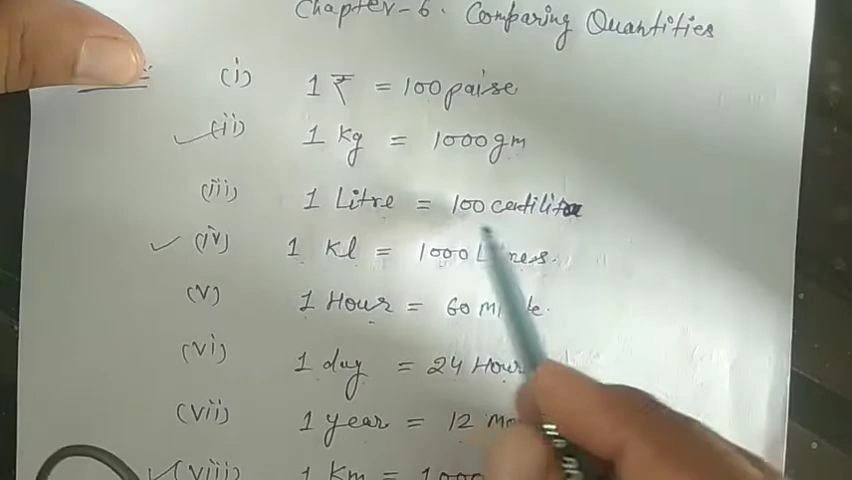 Chapter-6. Comparing Quantities
(i) 1 ₹ = 100 paise
(ii) 1 Kg = 1000 gm
(iii) 1 Litre = 100
(iv) 1 Kl = 1000
(v) 1 Hour = 60
(vi) 1 day = 24
(vii) 1 year = 12
(viii) 1 Km =